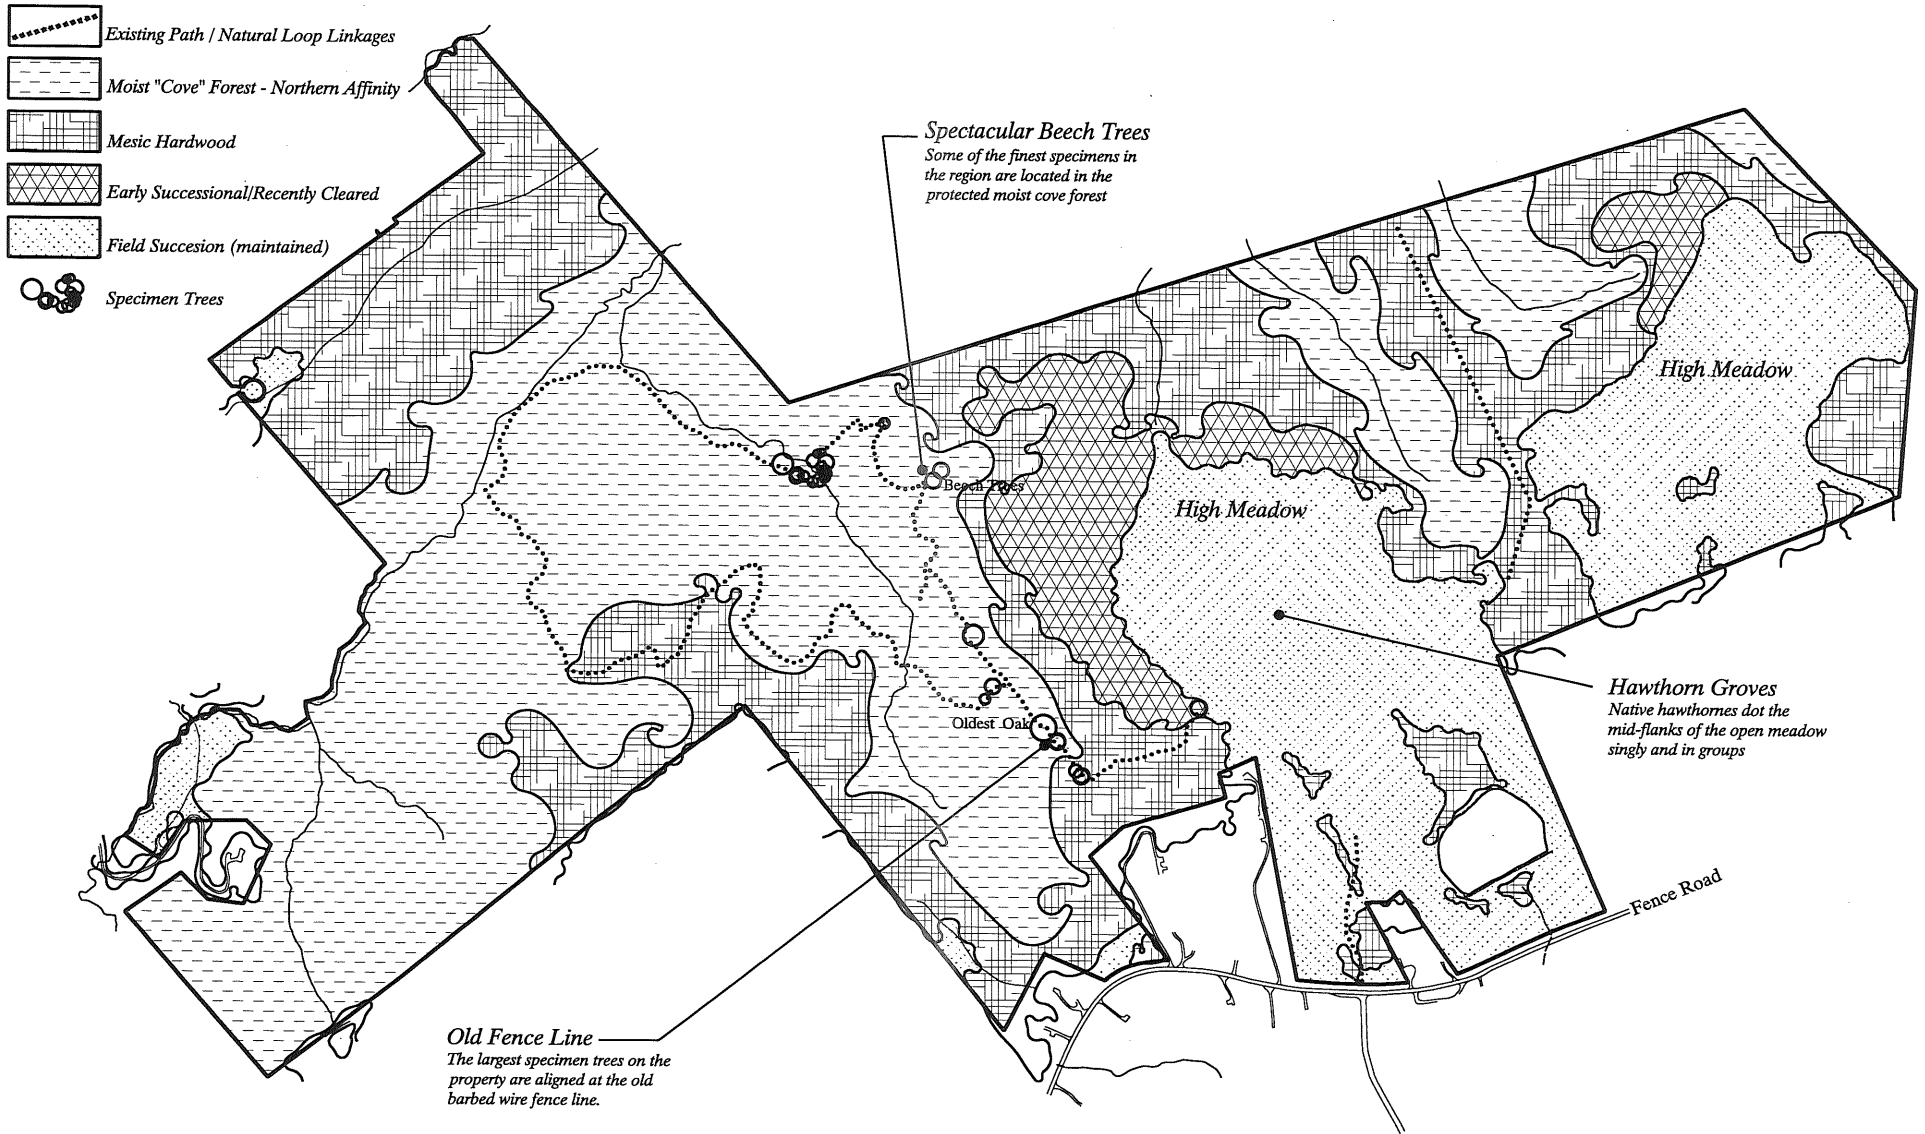 Existing Path / Natural Loop Linkages
Moist "Cove" Forest - Northern Affinity
Mesic Hardwood
Early Successional/Recently Cleared
Field Succesion (maintained)
Specimen Trees
Spectacular Beech Trees
Some of the finest specimens in
the region are located in the
protected moist cove forest
High Meadow
High Meadow
Beech Trees
Hawthorn Groves
Native hawthornes dot the
mid-flanks of the open meadow
singly and in groups
Oldest Oak
Fence Road
Old Fence Line
The largest specimen trees on the
property are aligned at the old
barbed wire fence line.